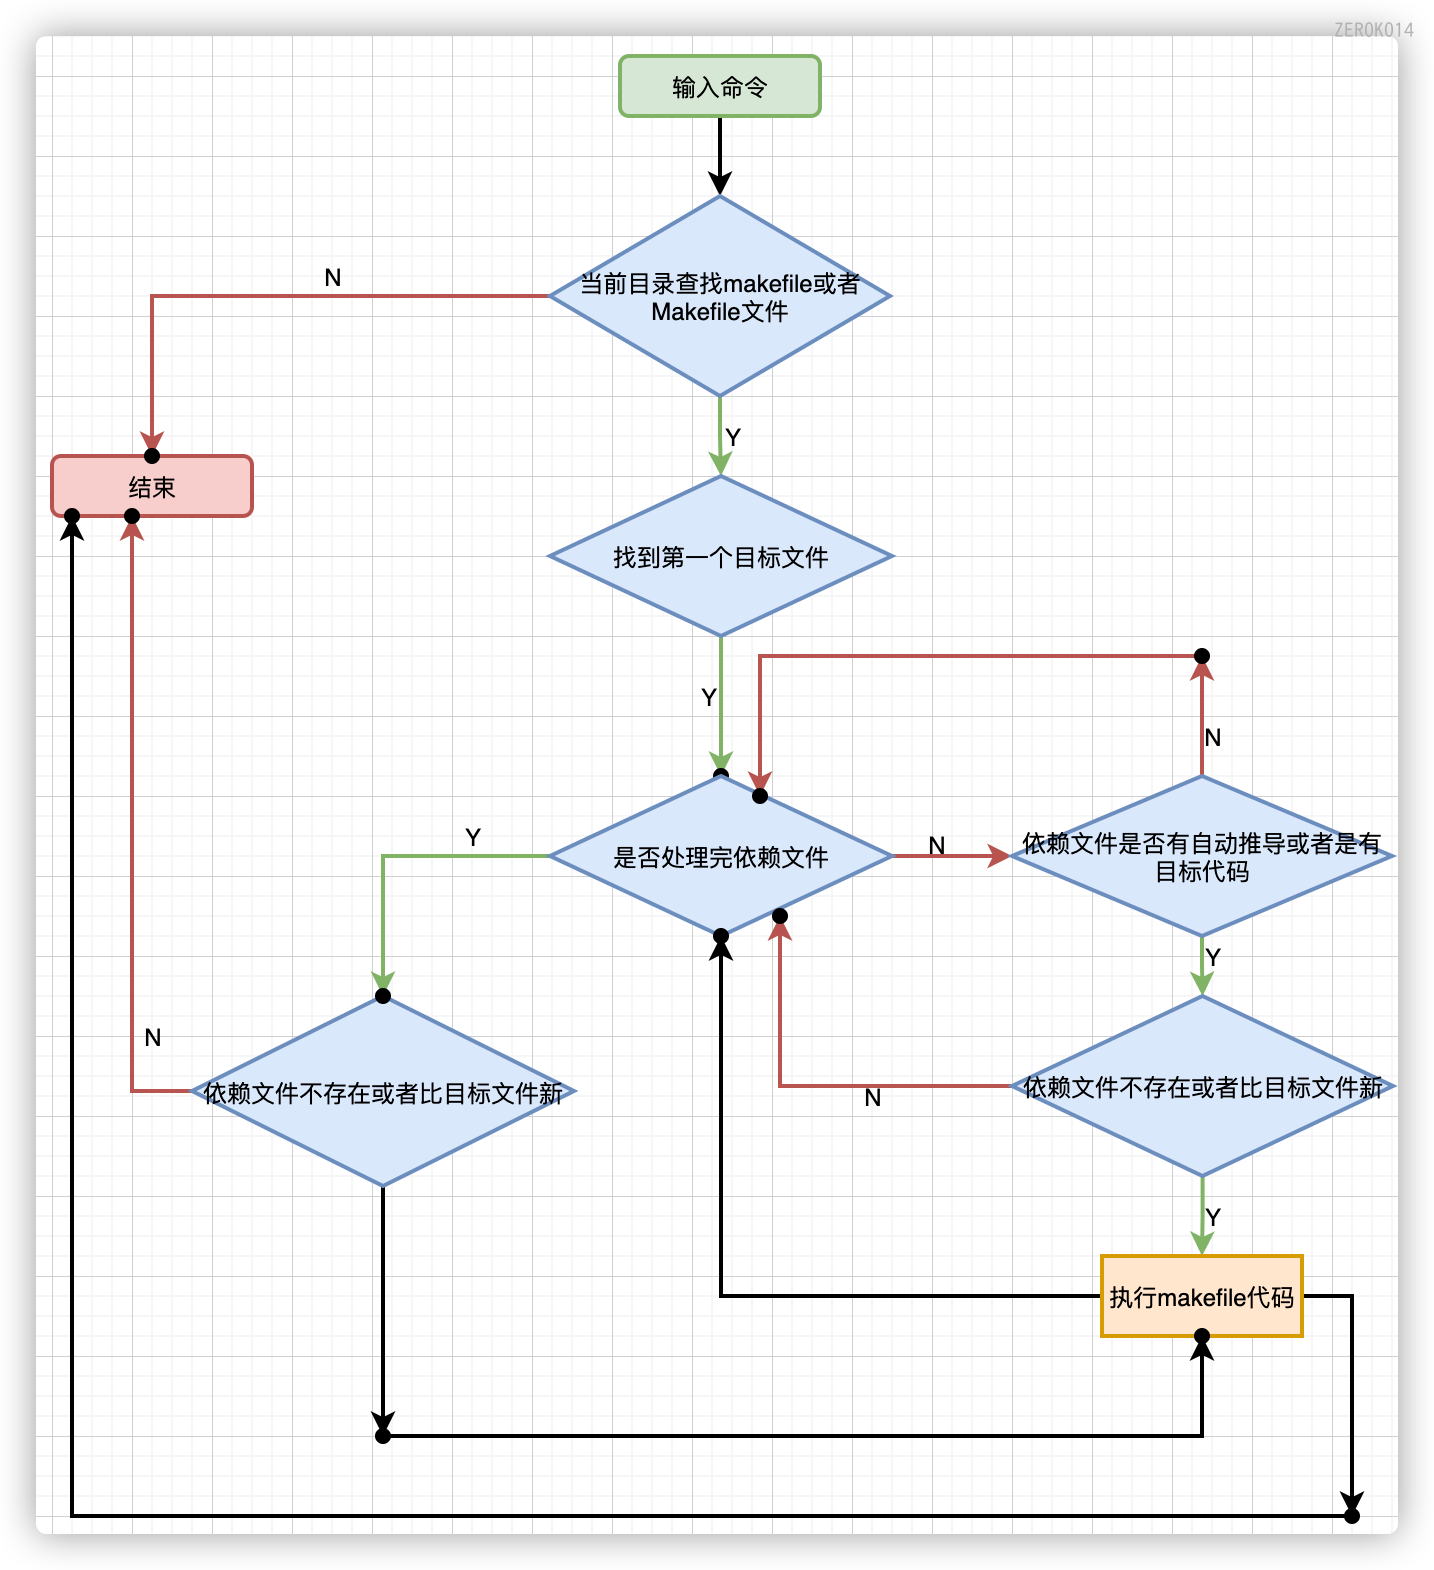 ZEROK014
输入命令
N
当前目录查找makefile或者
Makefile文件
Y
结束
找到第一个目标文件
Y
N
Y
是否处理完依赖文件
N
依赖文件是否有自动推导或者是有
目标代码
Y
N
依赖文件不存在或者比目标文件新
N
依赖文件不存在或者比目标文件新
Y
执行makefile代码